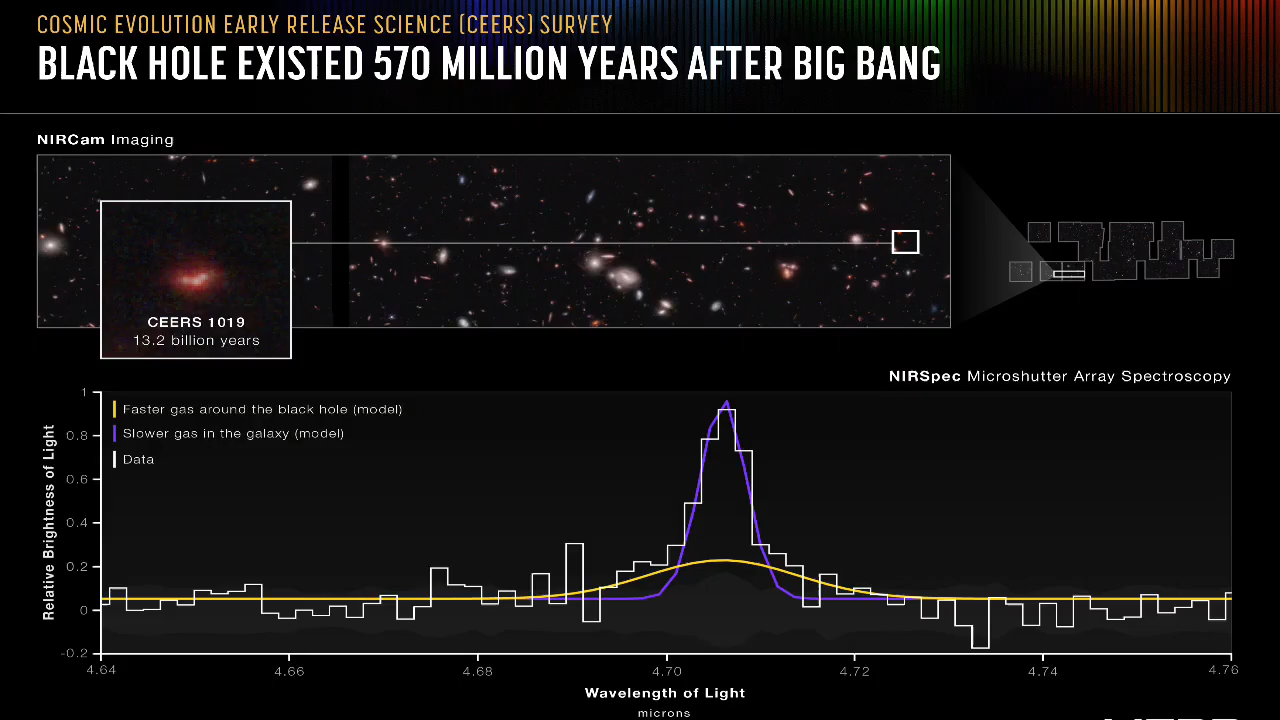 COSMIC EVOLUTION EARLY RELEASE SCIENCE (CEERS) SURVEY
BLACK HOLE EXISTED 570 MILLION YEARS AFTER BIG BANG
NIRCam Imaging
CEERS 1019
13.2 billion years
NIRSpec Microshutter Array Spectroscopy
Relative Brightness of Light
1
0.8
0.6
0.4
0.2
0
-0.2
Faster gas around the black hole (model)
Slower gas in the galaxy (model)
Data
4.64
4.66
4.68
4.70
4.72
4.74
4.76
Wavelength of Light
microns